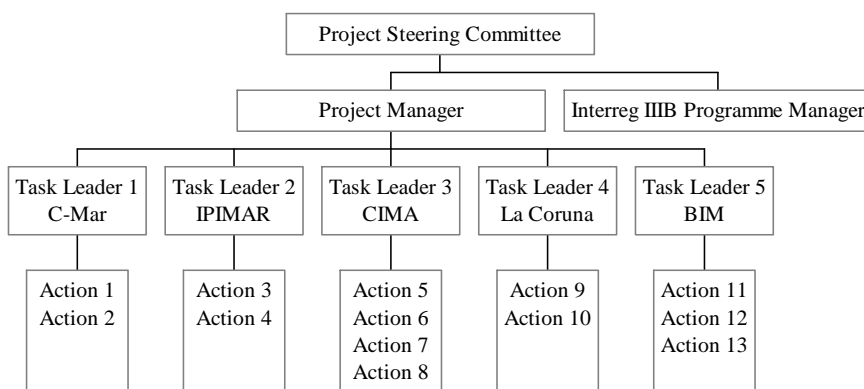 Project Steering Committee
Project Manager
Interreg IIIB Programme Manager
Task Leader 1
C-Mar
Task Leader 2
IPIMAR
Task Leader 3
CIMA
Task Leader 4
La Coruna
Task Leader 5
BIM
Action 1
Action 2
Action 3
Action 4
Action 5
Action 6
Action 7
Action 8
Action 9
Action 10
Action 11
Action 12
Action 13